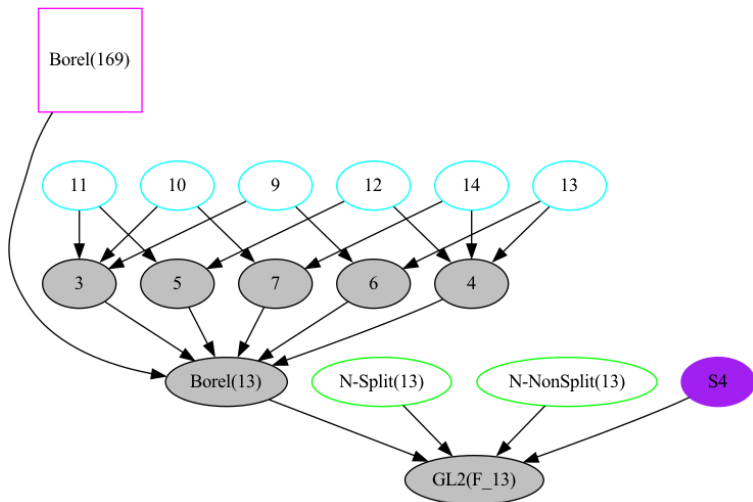 Borel(169)
11
10
9
12
14
13
3
5
7
6
4
Borel(13)
N-Split(13)
N-NonSplit(13)
S4
GL2(F_13)